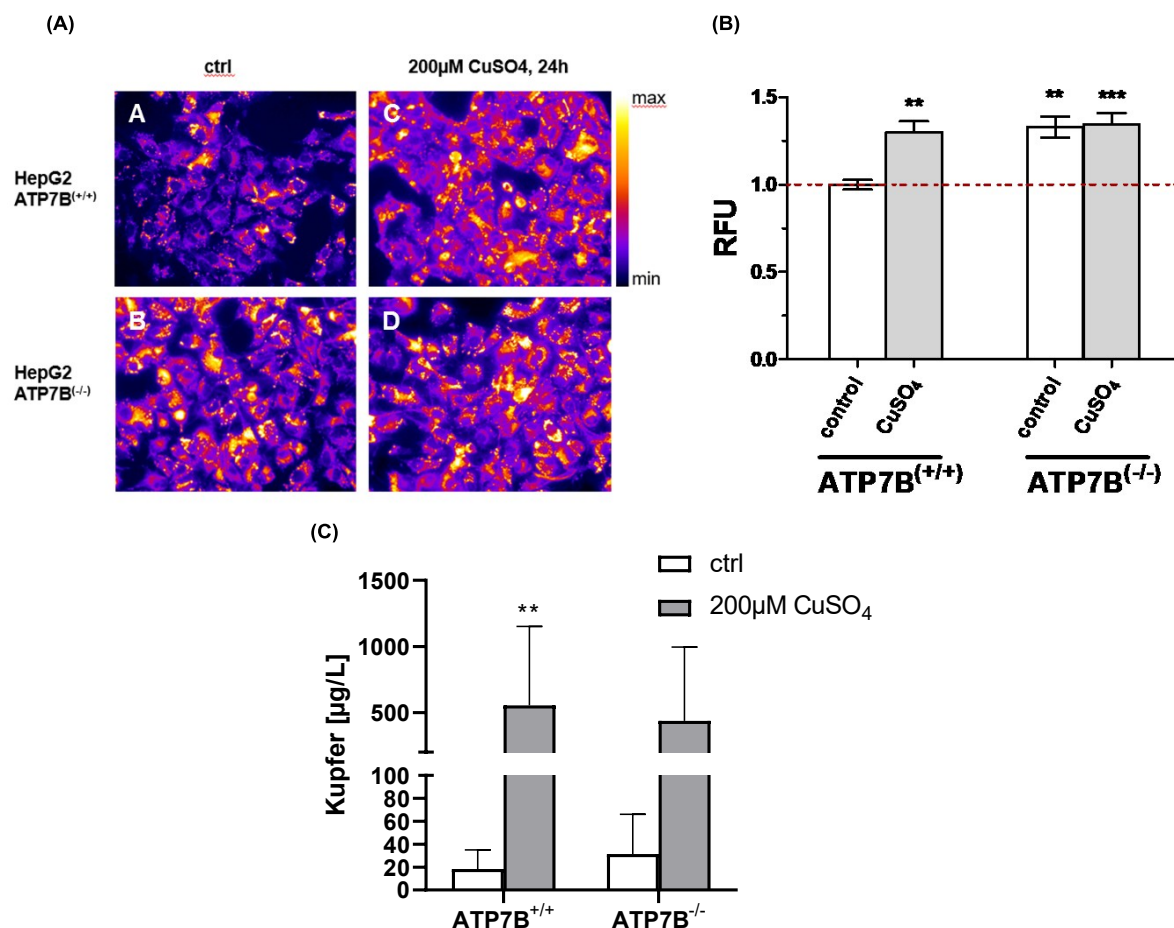 (A)
ctrl
200µM CuSO4, 24h
HepG2
ATP7B(+/+)
HepG2
ATP7B(-/-)
A
C
B
D
max
min
(B)
RFU
1.5
1.0
0.5
0.0
**
**
***
control
CuSO₄
control
CuSO₄
ATP7B(+/+)
ATP7B(-/-)
(C)
Kupfer [µg/L]
1500
1000
500
100
80
60
40
20
0
**
ctrl
200µM CuSO₄
ATP7B+/+
ATP7B-/-